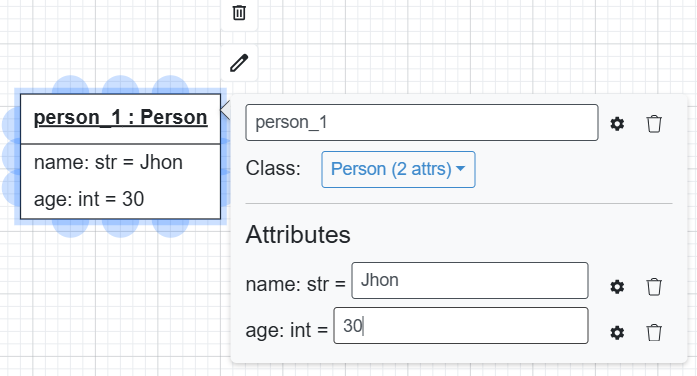 person_1 : Person
name: str = Jhon
age: int = 30
person_1
Class: Person (2 attrs)
Attributes
name: str = Jhon
age: int = 30